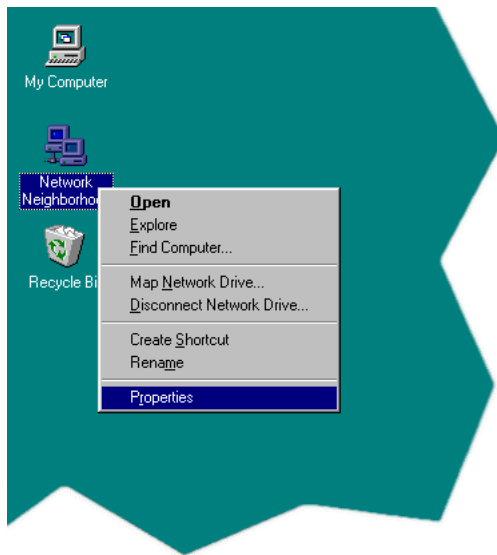 My Computer
Network
Neighborhoo
Recycle Bi
Open
Explore
Find Computer...
Map Network Drive...
Disconnect Network Drive...
Create Shortcut
Rename
Properties